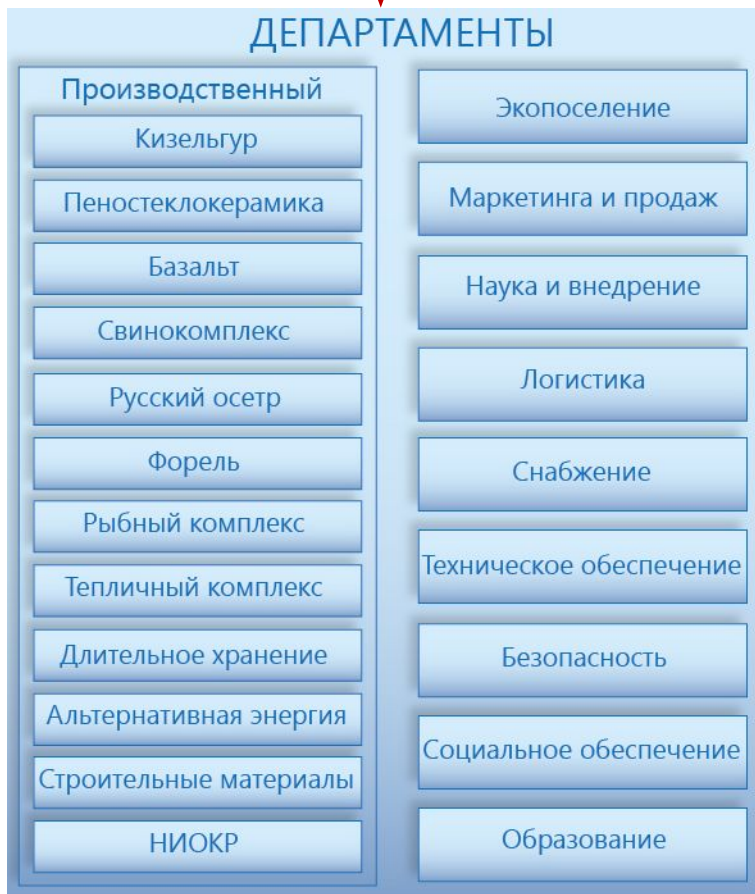 ДЕПАРТАМЕНТЫ
Производственный
Кизельгур
Пеностеклокерамика
Базальт
Свинокомплекс
Русский осетр
Форель
Рыбный комплекс
Тепличный комплекс
Длительное хранение
Альтернативная энергия
Строительные материалы
НИОКР
Экопоселение
Маркетинга и продаж
Наука и внедрение
Логистика
Снабжение
Техническое обеспечение
Безопасность
Социальное обеспечение
Образование